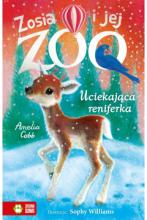 Zosia i jej
ZOO
Uciekająca
reniferka
Amelia
Cobb
Ilustracje: Sophy Williams